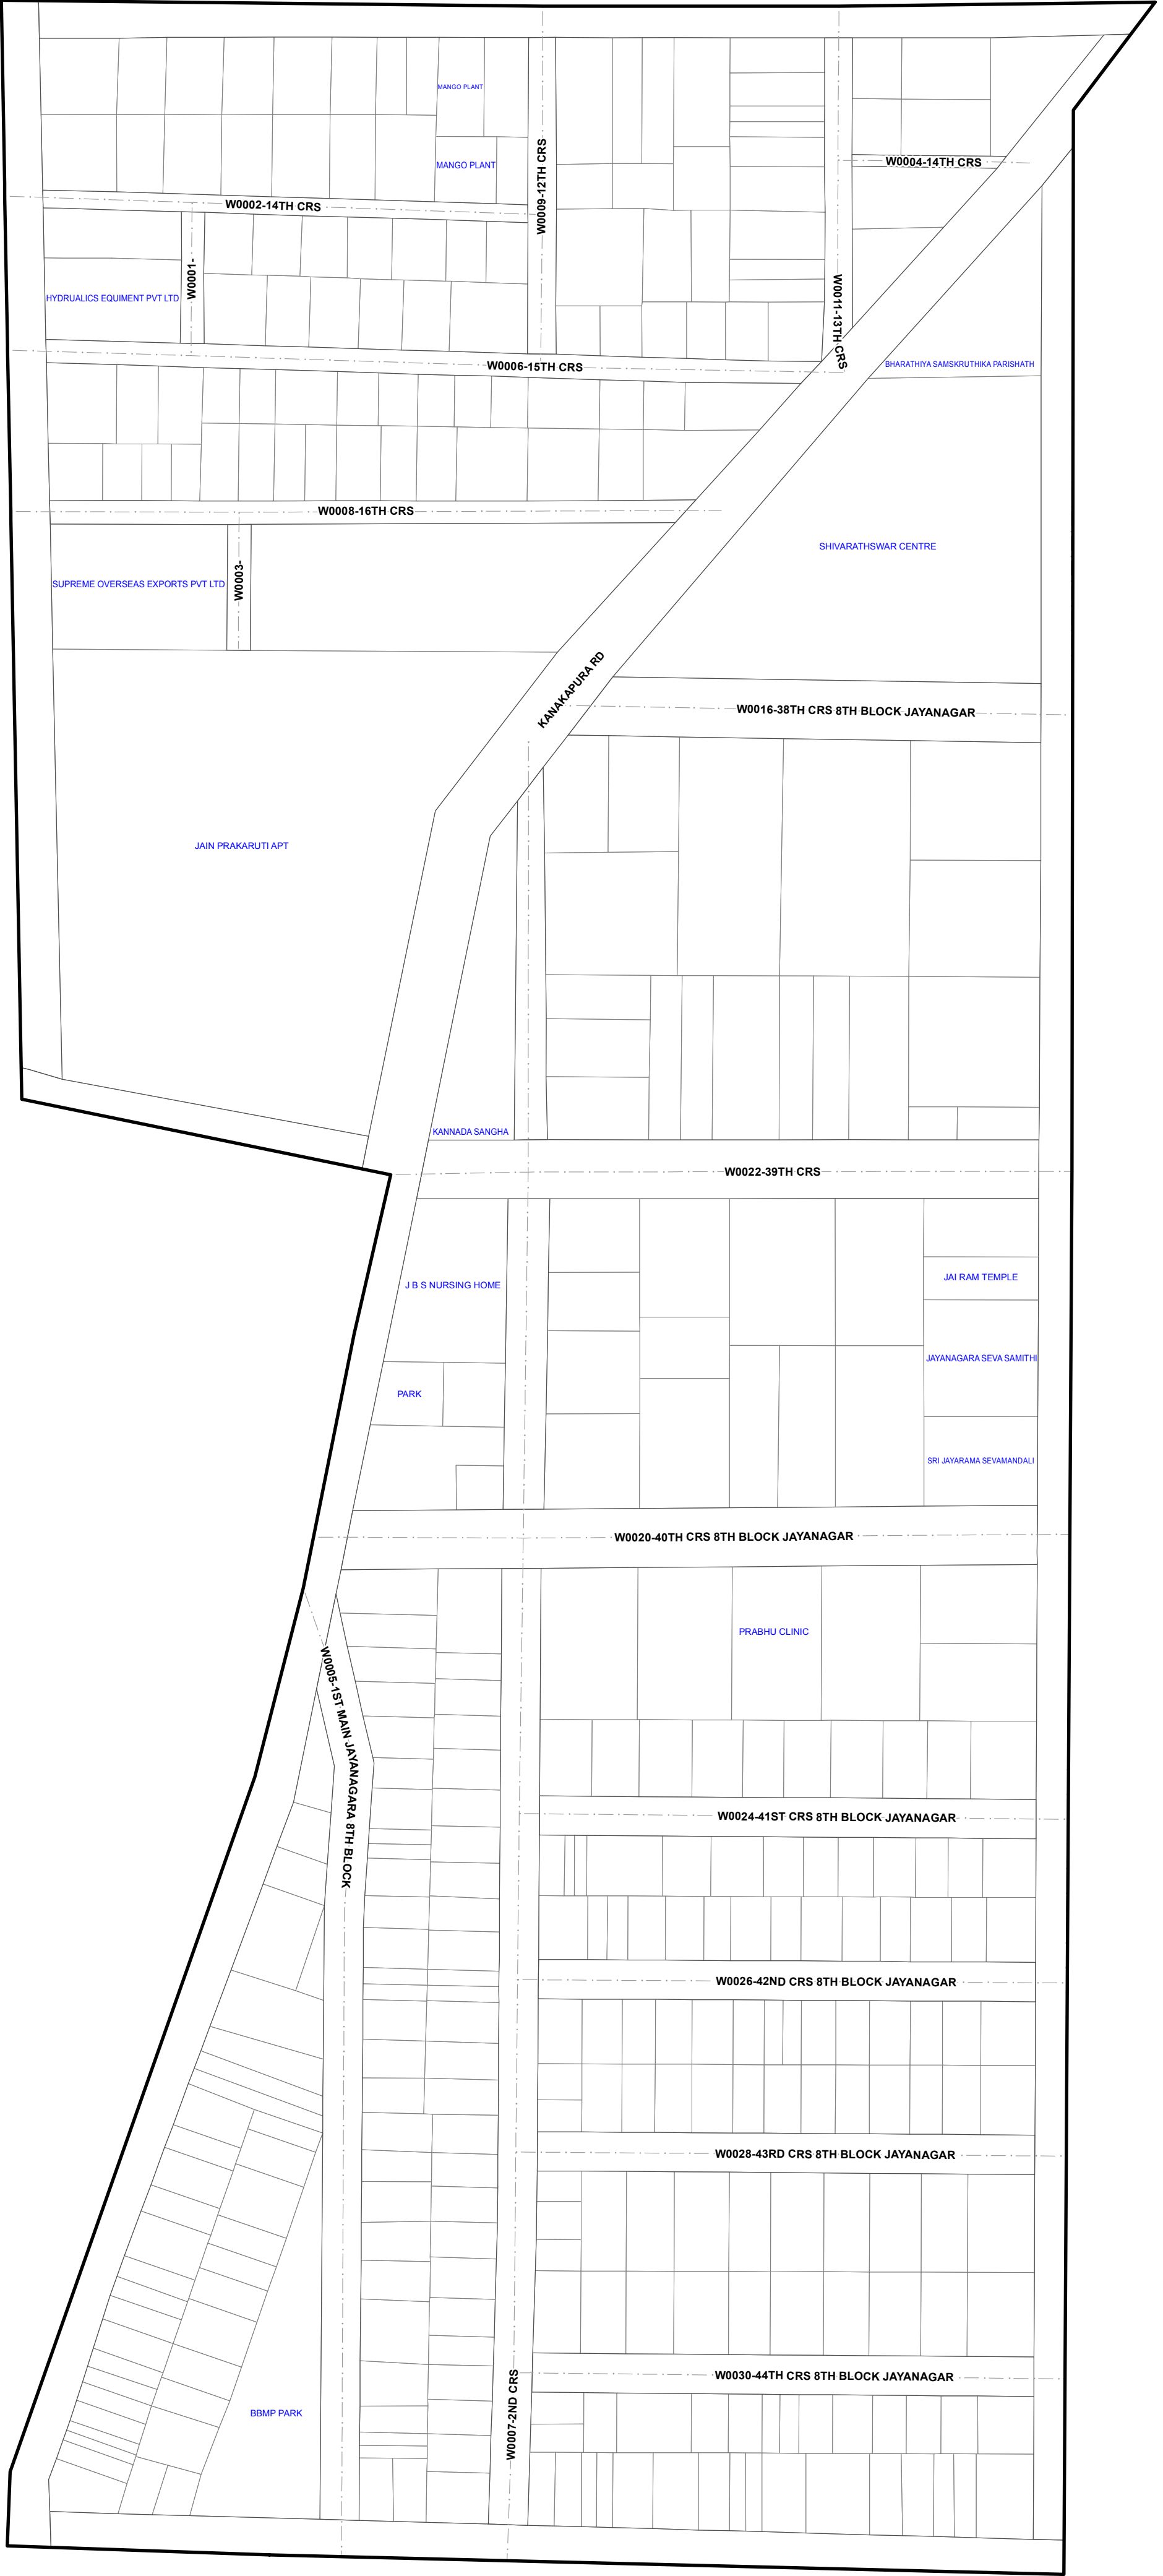 MANGO PLANT
MANGO PLANT
W0009-12TH CRS
W0004-14TH CRS
W0002-14TH CRS
W0001-
HYDRUALICS EQUIMENT PVT LTD
W0011-13TH CRS
W0006-15TH CRS
BHARATHIYA SAMSKRUTHIKA PARISHATH
W0008-16TH CRS
SHIVARATHSWAR CENTRE
SUPREME OVERSEAS EXPORTS PVT LTD
W0003-
KANAKAPURA RD
W0016-38TH CRS 8TH BLOCK JAYANAGAR
JAIN PRAKARUTI APT
KANNADA SANGHA
W0022-39TH CRS
J B S NURSING HOME
JAI RAM TEMPLE
JAYANAGARA SEVA SAMITHI
PARK
SRI JAYARAMA SEVAMANDALI
W0020-40TH CRS 8TH BLOCK JAYANAGAR
PRABHU CLINIC
W0005-1ST MAIN JAYANAGARA 8TH BLOCK
W0024-41ST CRS 8TH BLOCK JAYANAGAR
W0026-42ND CRS 8TH BLOCK JAYANAGAR
W0028-43RD CRS 8TH BLOCK JAYANAGAR
W0030-44TH CRS 8TH BLOCK JAYANAGAR
W0007-2ND CRS
BBMP PARK